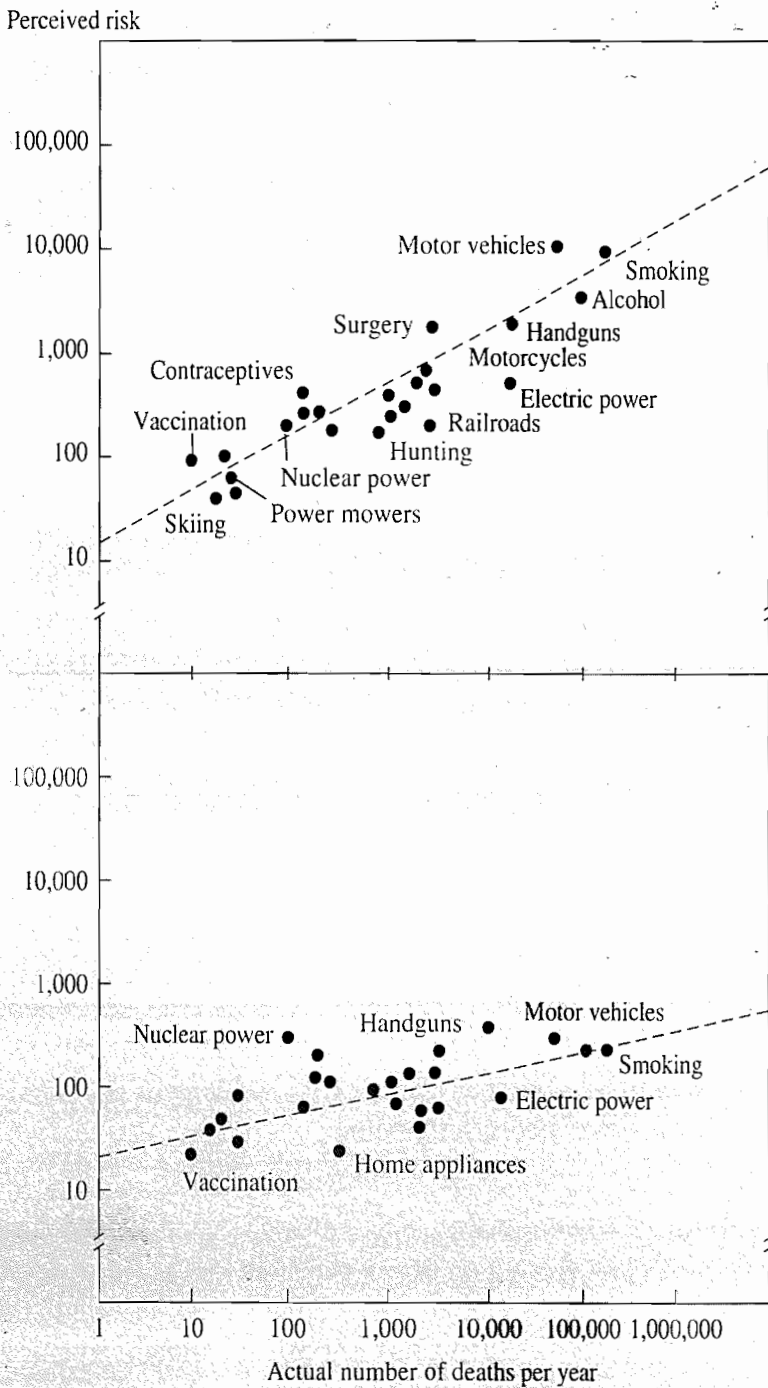 Perceived risk
100,000
10,000
Motor vehicles
Smoking
Alcohol
Surgery
Handguns
1,000
Motorcycles
Contraceptives
Electric power
Vaccination
Railroads
100
Hunting
Nuclear power
Power mowers
Skiing
10
100,000
10,000
1,000
Motor vehicles
Nuclear power
Handguns
Smoking
100
Electric power
Home appliances
Vaccination
10
1 10 100 1,000 10,000 100,000 1,000,000
Actual number of deaths per year